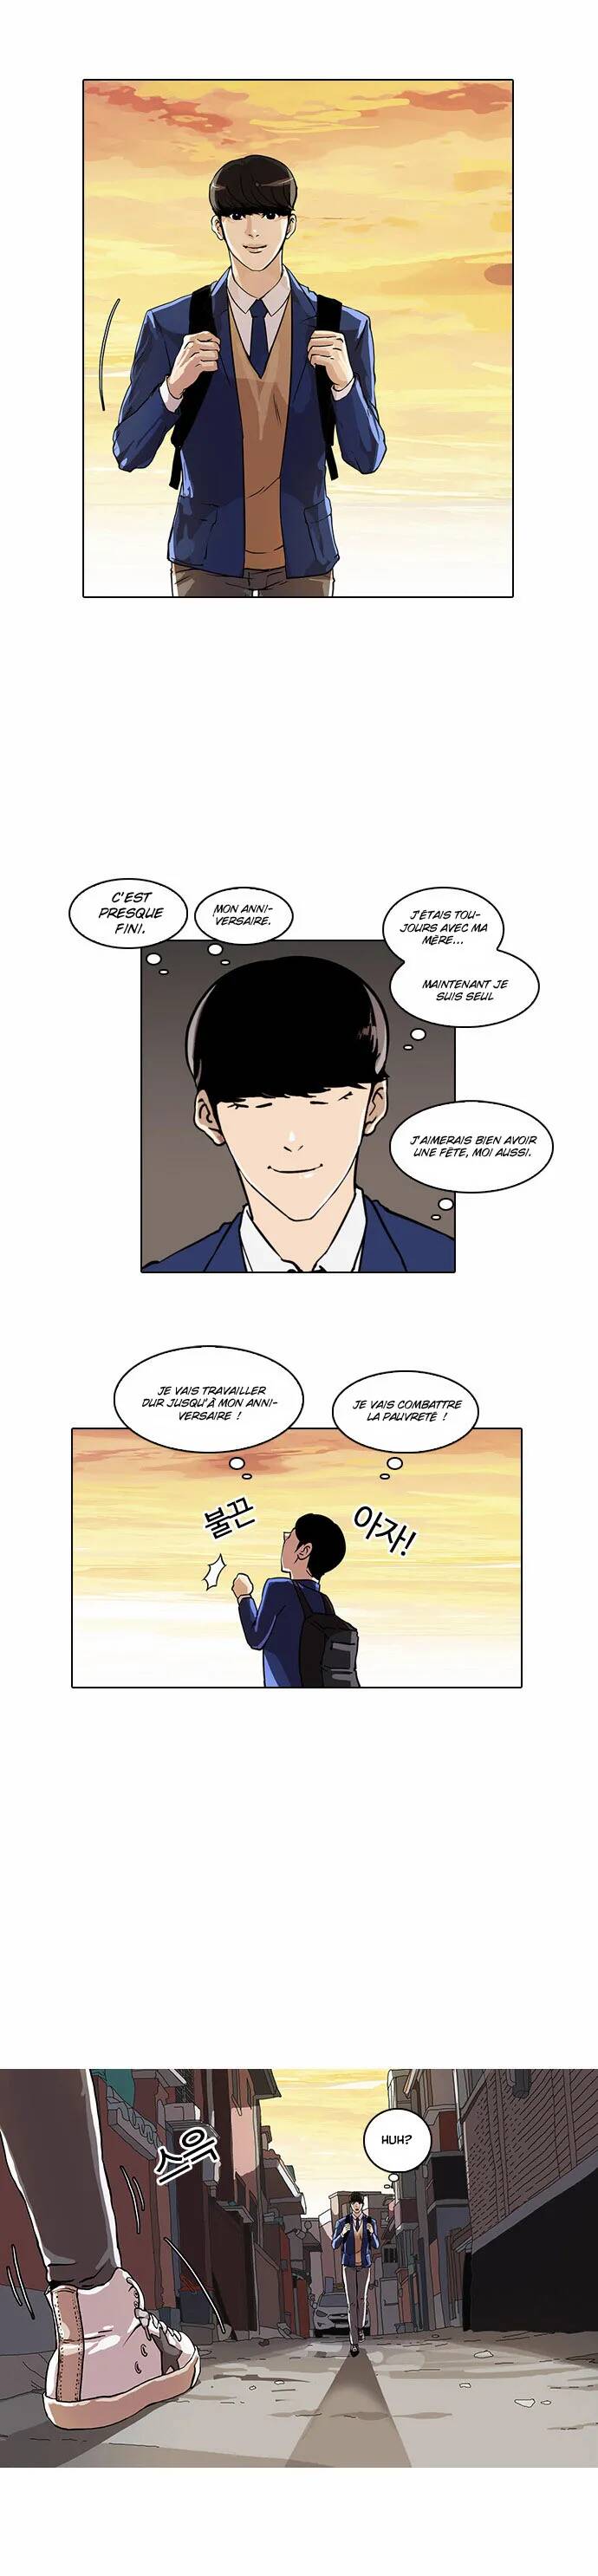 C'EST
PRESQUE
FINI.
MON ANNI-
VERSAIRE.
J'ÉTAIS TOU-
JOURS AVEC MA
MÈRE...
MAINTENANT JE
SUIS SEUL
J'AIMERAIS BIEN AVOIR
UNE FÊTE, MOI AUSSI.
JE VAIS TRAVAILLER
DUR JUSQU'À MON ANNI-
VERSAIRE !
JE VAIS COMBATTRE
LA PAUVRETÉ !
불끈
아자!
HUH?
스윽